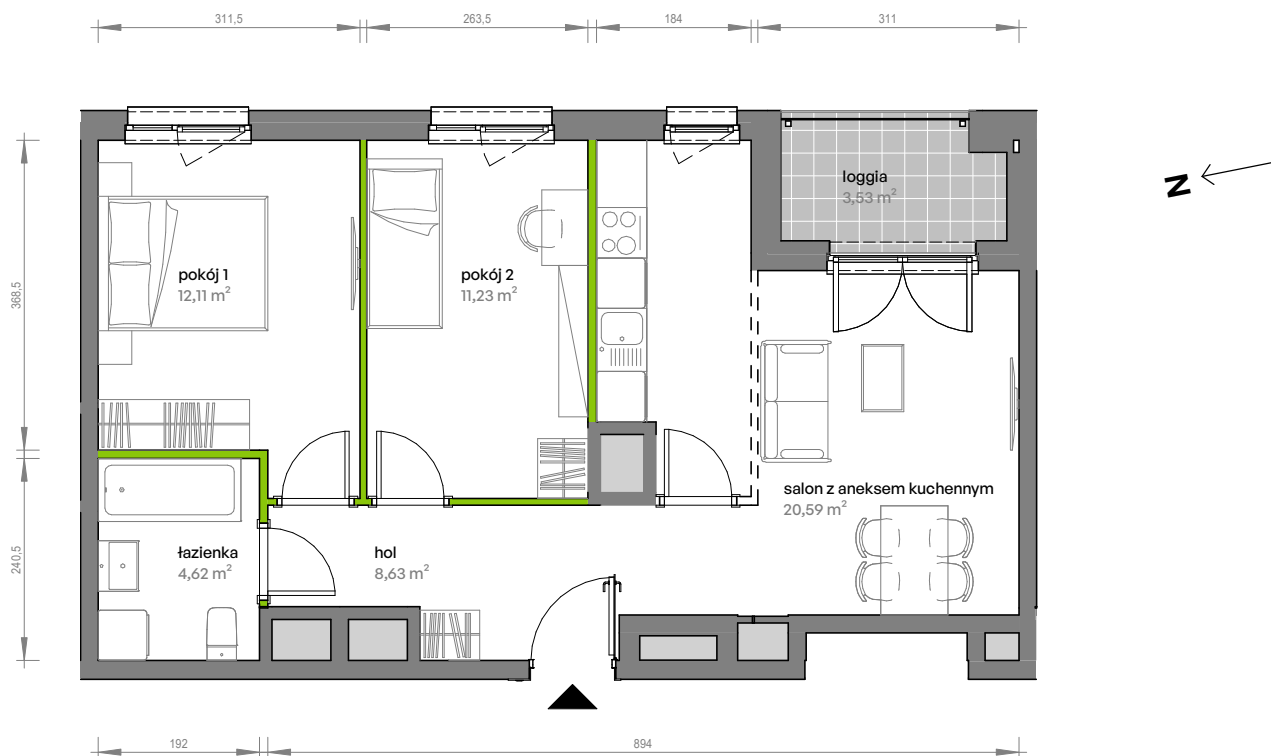 311,5
263,5
184
311
loggia
3,53 m²
N
368,5
pokój 1
12,11 m²
pokój 2
11,23 m²
salon z aneksem kuchennym
20,59 m²
240,5
łazienka
4,62 m²
hol
8,63 m²
192
894